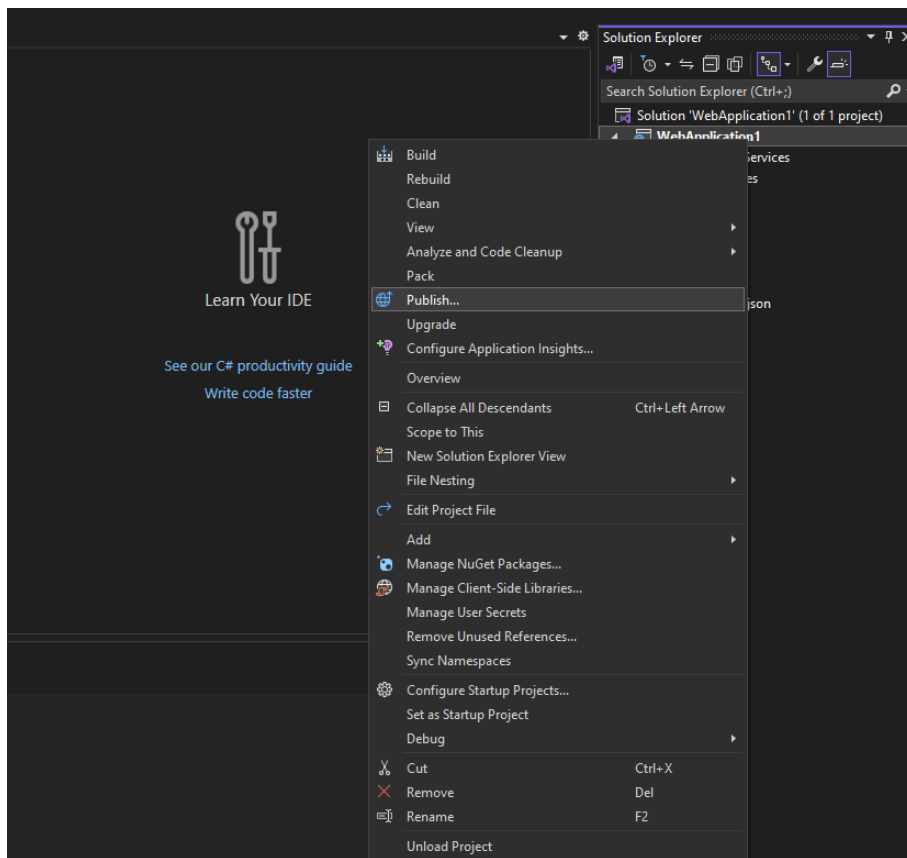 Solution Explorer
Search Solution Explorer (Ctrl+;)
Solution 'WebApplication1' (1 of 1 project)
WebApplication1
Services
es
json
Learn Your IDE
See our C# productivity guide
Write code faster
Build
Rebuild
Clean
View
Analyze and Code Cleanup
Pack
Publish...
Upgrade
Configure Application Insights...
Overview
Collapse All Descendants Ctrl+Left Arrow
Scope to This
New Solution Explorer View
File Nesting
Edit Project File
Add
Manage NuGet Packages...
Manage Client-Side Libraries...
Manage User Secrets
Remove Unused References...
Sync Namespaces
Configure Startup Projects...
Set as Startup Project
Debug
Cut Ctrl+X
Remove Del
Rename F2
Unload Project